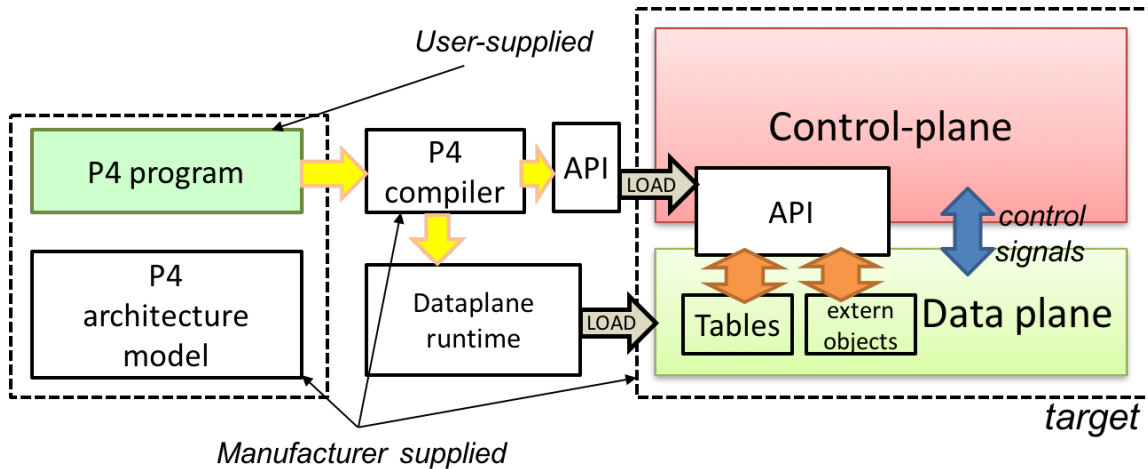 User-supplied
P4 program
P4
compiler
API
LOAD
Control-plane
API
control
signals
P4
architecture
model
Dataplane
runtime
LOAD
Tables
extern
objects
Data plane
target
Manufacturer supplied